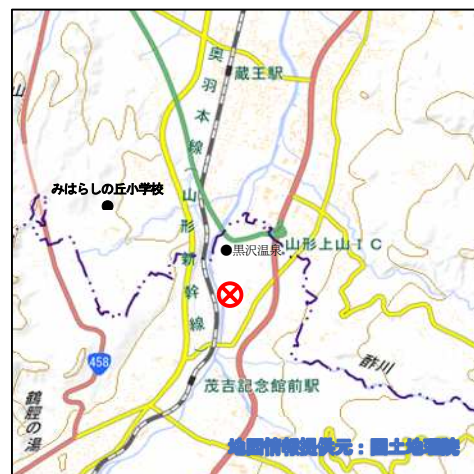 蔵王駅
奥羽本線(山形新幹線)
山
みはらしの丘小学校
山形上山IC
黒沢温泉
458
酢川
茂吉記念館前駅
鶴脛の湯
地図情報提供元：国土地理院